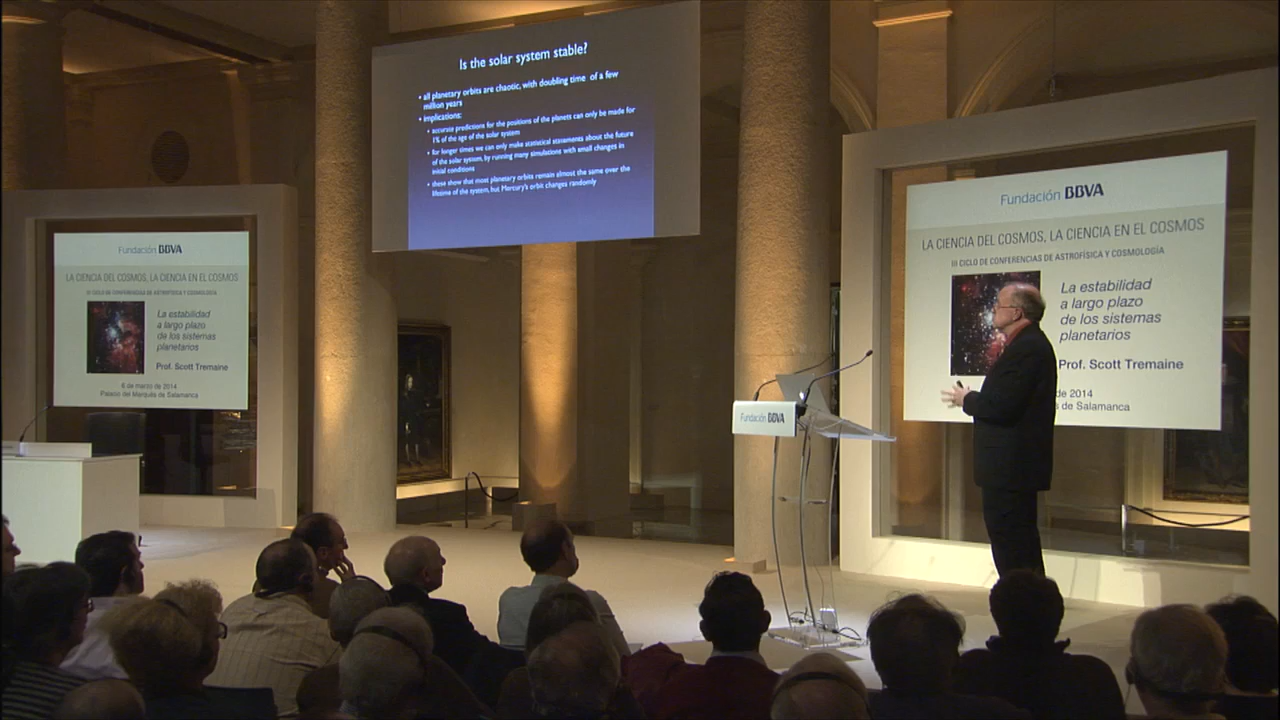 Is the solar system stable?
• all planetary orbits are chaotic, with doubling time of a few
million years
• implications:
• accurate predictions for the positions of the planets can only be made for
1% of the age of the solar system
• for longer times we can only make statistical statements about the future
of the solar system, by running many simulations with small changes in
initial conditions
• these show that most planetary orbits remain almost the same over the
lifetime of the system, but Mercury's orbit changes randomly
Fundación BBVA
LA CIENCIA DEL COSMOS, LA CIENCIA EN EL COSMOS
III CICLO DE CONFERENCIAS DE ASTROFÍSICA Y COSMOLOGÍA
La estabilidad
a largo plazo
de los sistemas
planetarios
Prof. Scott Tremaine
6 de marzo de 2014
Palacio del Marqués de Salamanca
Fundación BBVA
Fundación BBVA
LA CIENCIA DEL COSMOS, LA CIENCIA EN EL COSMOS
III CICLO DE CONFERENCIAS DE ASTROFÍSICA Y COSMOLOGÍA
La estabilidad
a largo plazo
de los sistemas
planetarios
Prof. Scott Tremaine
de 2014
de Salamanca